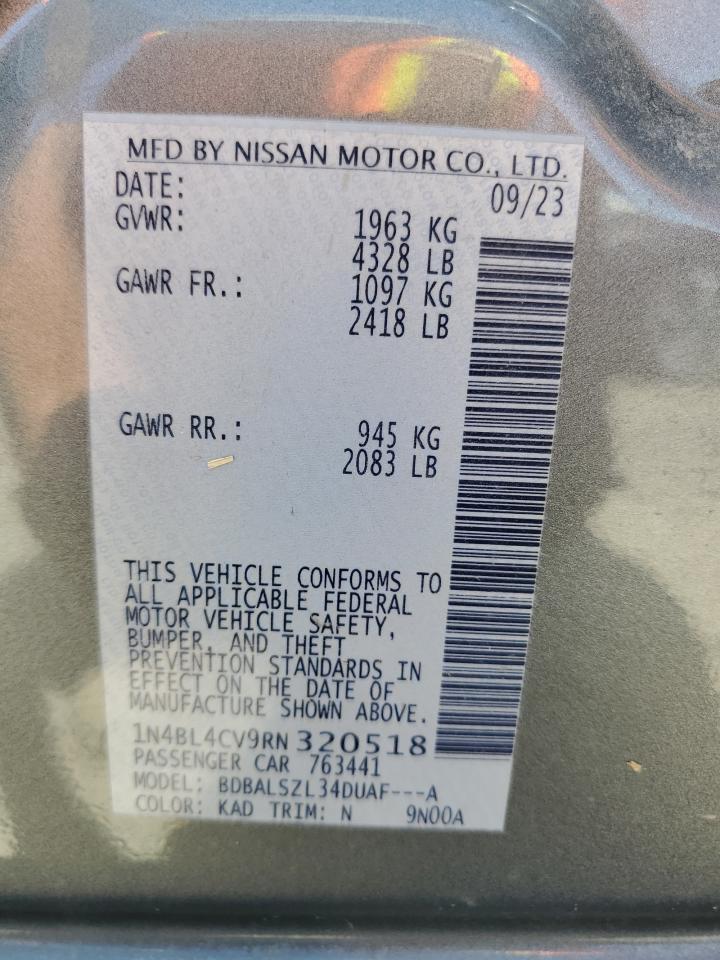 MFD BY NISSAN MOTOR CO., LTD.
DATE: 09/23
GVWR: 1963 KG
4328 LB
GAWR FR.: 1097 KG
2418 LB
GAWR RR.: 945 KG
2083 LB
THIS VEHICLE CONFORMS TO
ALL APPLICABLE FEDERAL
MOTOR VEHICLE SAFETY,
BUMPER, AND THEFT
PREVENTION STANDARDS IN
EFFECT ON THE DATE OF
MANUFACTURE SHOWN ABOVE.
1N4BL4CV9RN320518
PASSENGER CAR 763441
MODEL: BDBALSZL34DUAF---A
COLOR: KAD TRIM: N 9N00A